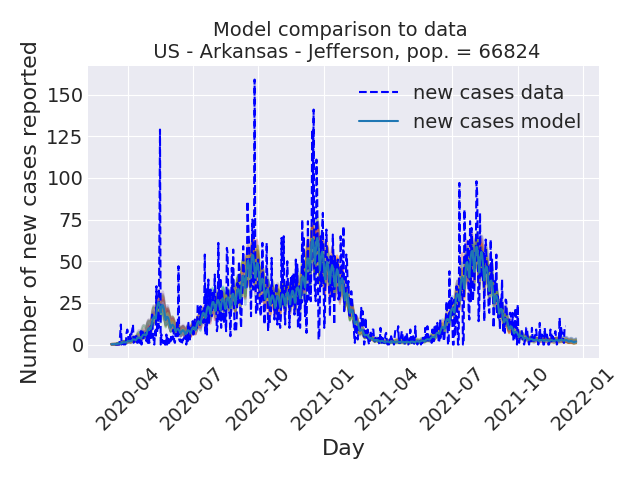 Model comparison to data
US - Arkansas - Jefferson, pop. = 66824
Number of new cases reported
150
125
100
75
50
25
0
new cases data
new cases model
2020-04
2020-07
2020-10
2021-01
2021-04
2021-07
2021-10
2022-01
Day